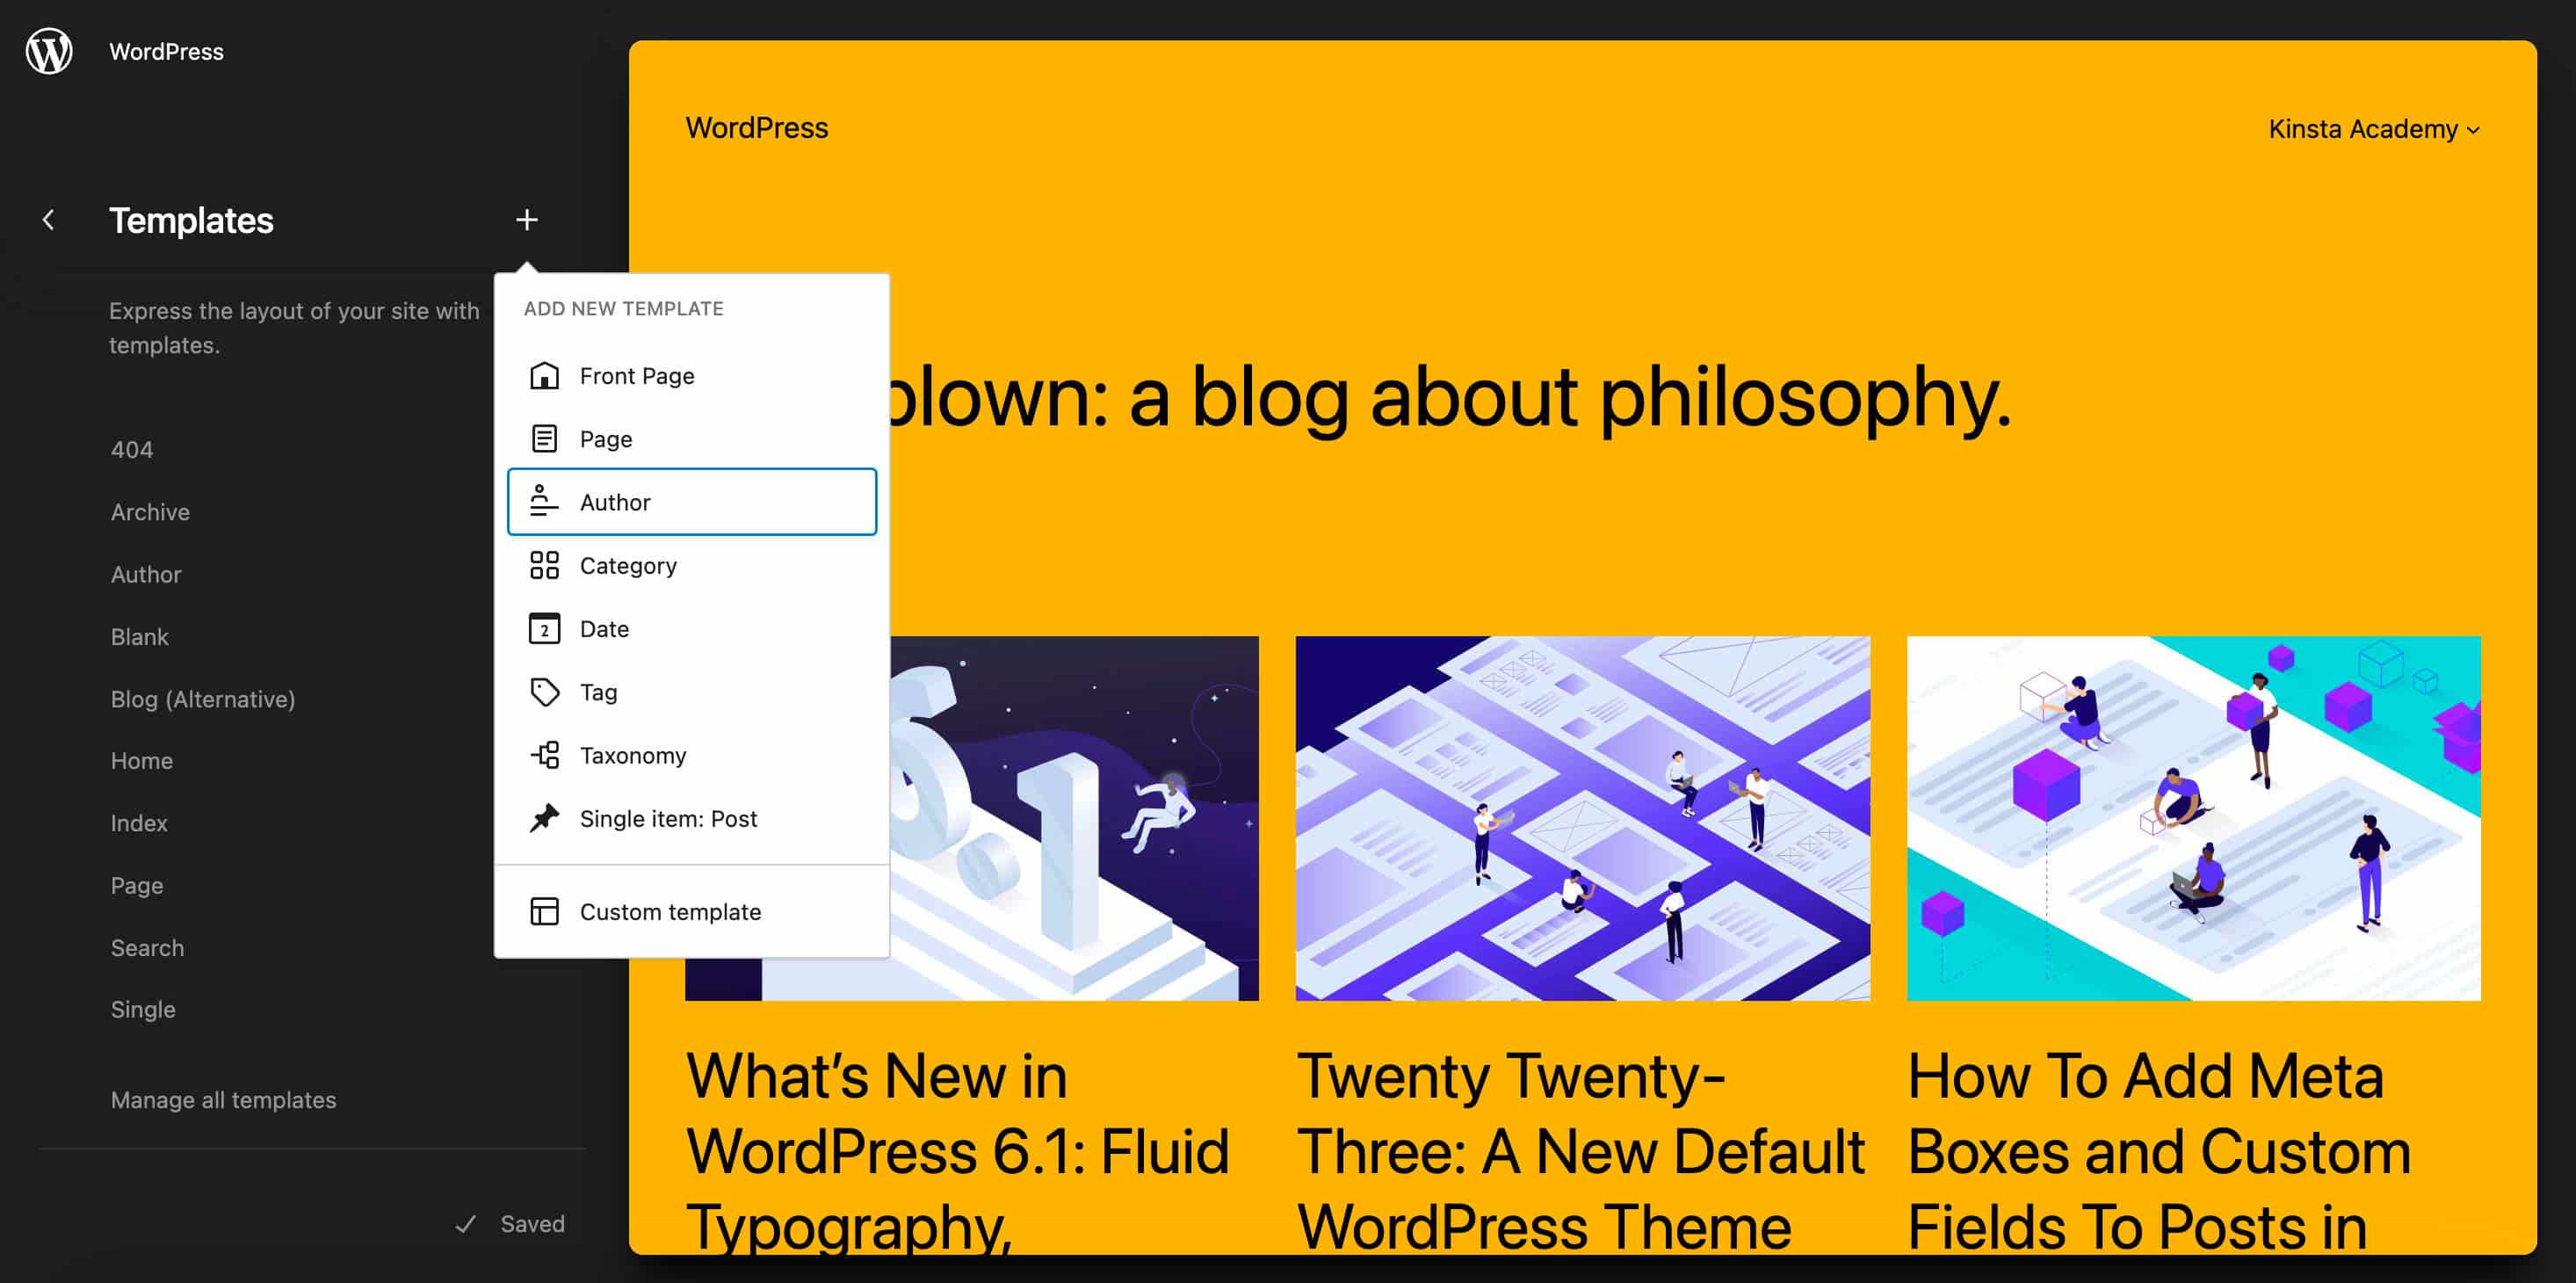 WordPress
Templates
Express the layout of your site with
templates.
404
Archive
Author
Blank
Blog (Alternative)
Home
Index
Page
Search
Single
Manage all templates
Saved
ADD NEW TEMPLATE
Front Page
Page
Author
Category
2
Date
Tag
Taxonomy
Single item: Post
Custom template
WordPress
Kinsta Academy
blown: a blog about philosophy.
6.1
What’s New in
WordPress 6.1: Fluid
Typography,
Twenty Twenty-
Three: A New Default
WordPress Theme
How To Add Meta
Boxes and Custom
Fields To Posts in